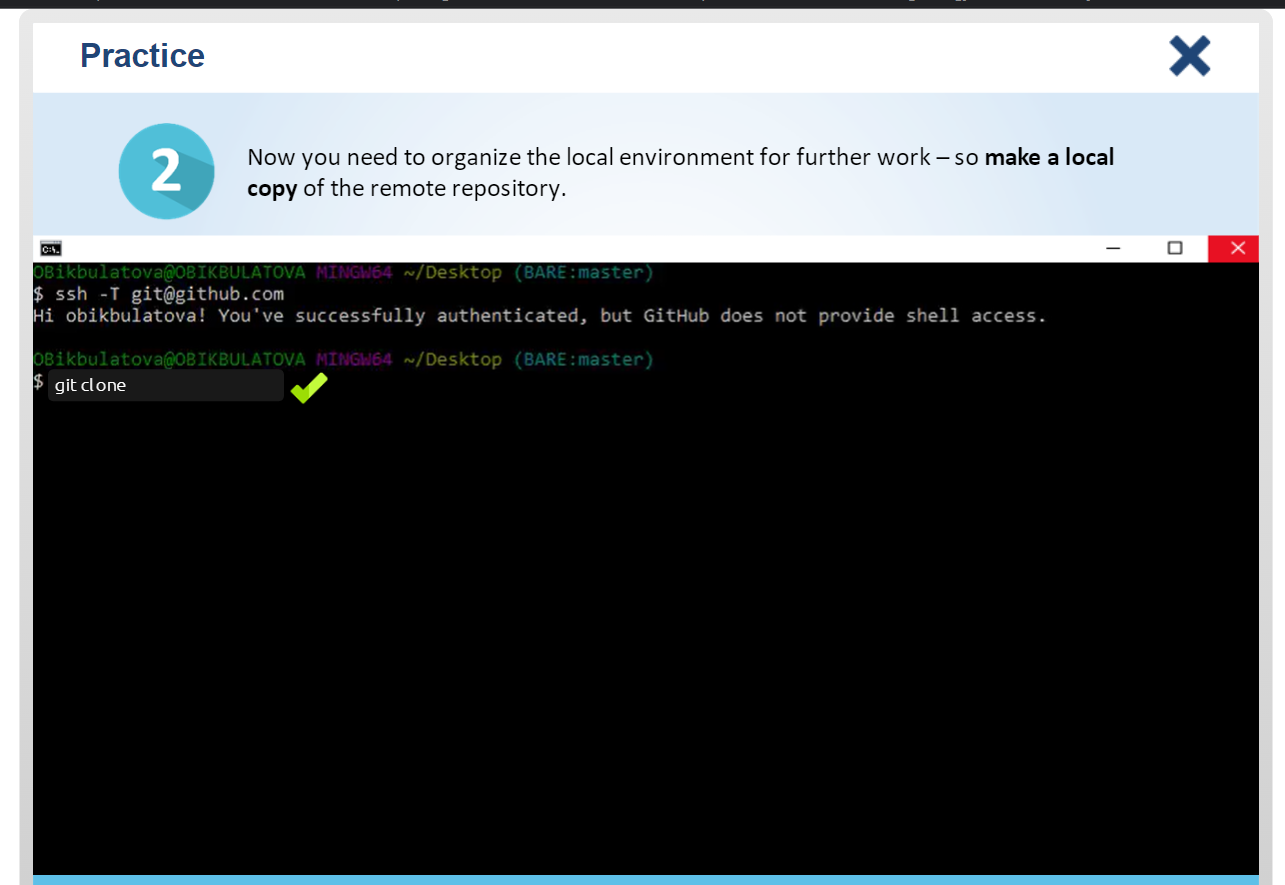 Practice
2
Now you need to organize the local environment for further work – so make a local
copy of the remote repository.
C:\.
OBikbulatova@OBIKBULATOVA MINGW64 ~/Desktop (BARE:master)
$ ssh -T git@github.com
Hi obikbulatova! You've successfully authenticated, but GitHub does not provide shell access.
OBikbulatova@OBIKBULATOVA MINGW64 ~/Desktop (BARE:master)
$ git clone